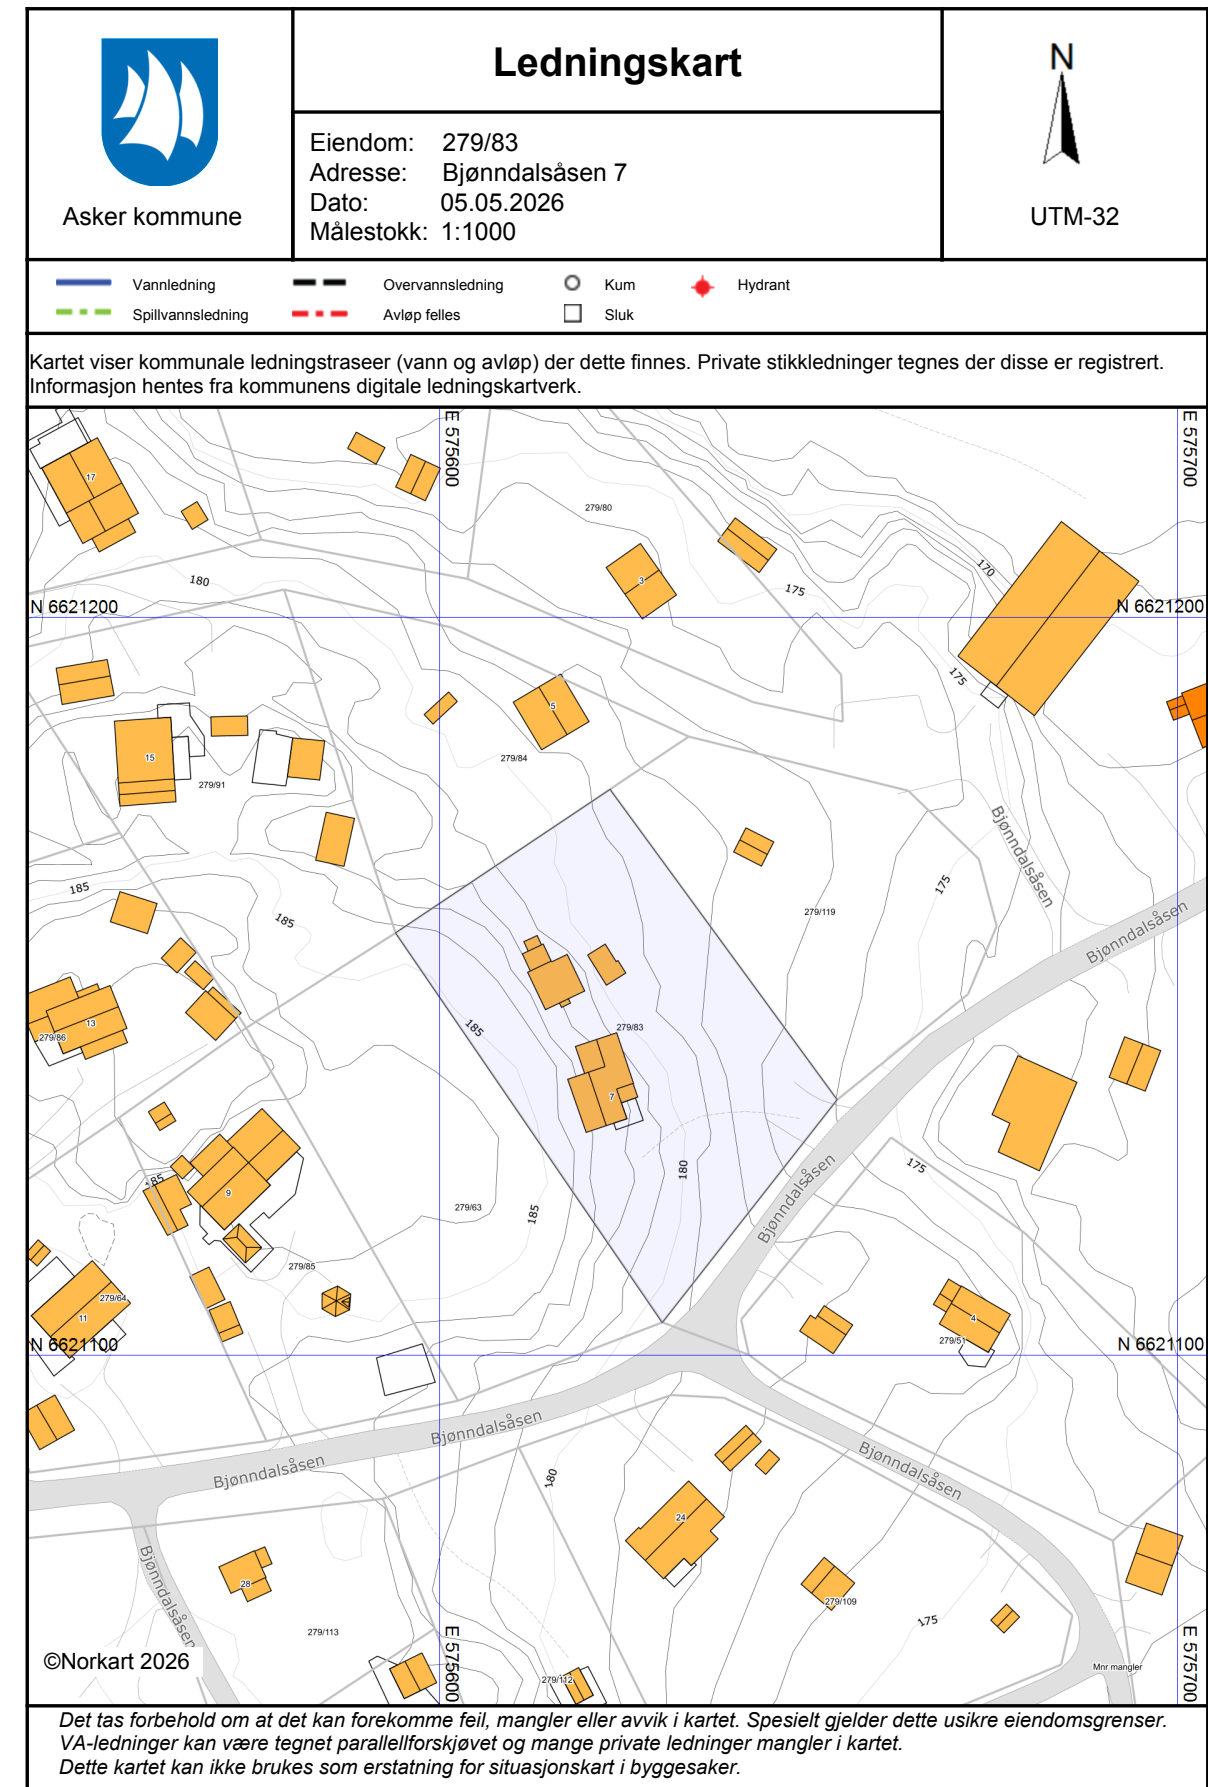 Ledningskart
N
Asker kommune
Eiendom: 279/83
Adresse: Bjønndalsåsen 7
Dato: 05.05.2026
Målestokk: 1:1000
UTM-32
Vannledning
Overvannsledning
Kum
Hydrant
Spillvannsledning
Avløp felles
Sluk
Kartet viser kommunale ledningstraseer (vann og avløp) der dette finnes. Private stikkledninger tegnes der disse er registrert.
Informasjon hentes fra kommunens digitale ledningskartverk.
E 575600
E 575700
17
279/80
170
180
3
175
N 6621200
N 6621200
175
5
15
279/84
279/91
Bjønndalsåsen
185
185
175
279/119
Bjønndalsåsen
13
279/86
185
279/83
7
180
175
Bjønndalsåsen
185
9
279/63
185
279/85
279/64
11
4
279/51
N 6621100
N 6621100
Bjønndalsåsen
Bjønndalsåsen
Bjønndalsåsen
180
24
Bjønndalsåsen
28
279/109
175
279/113
E 575600
E 575700
©Norkart 2026
279/112
Mnr mangler
Det tas forbehold om at det kan forekomme feil, mangler eller avvik i kartet. Spesielt gjelder dette usikre eiendomsgrenser.
VA-ledninger kan være tegnet parallellforskjøvet og mange private ledninger mangler i kartet.
Dette kartet kan ikke brukes som erstatning for situasjonskart i byggesaker.